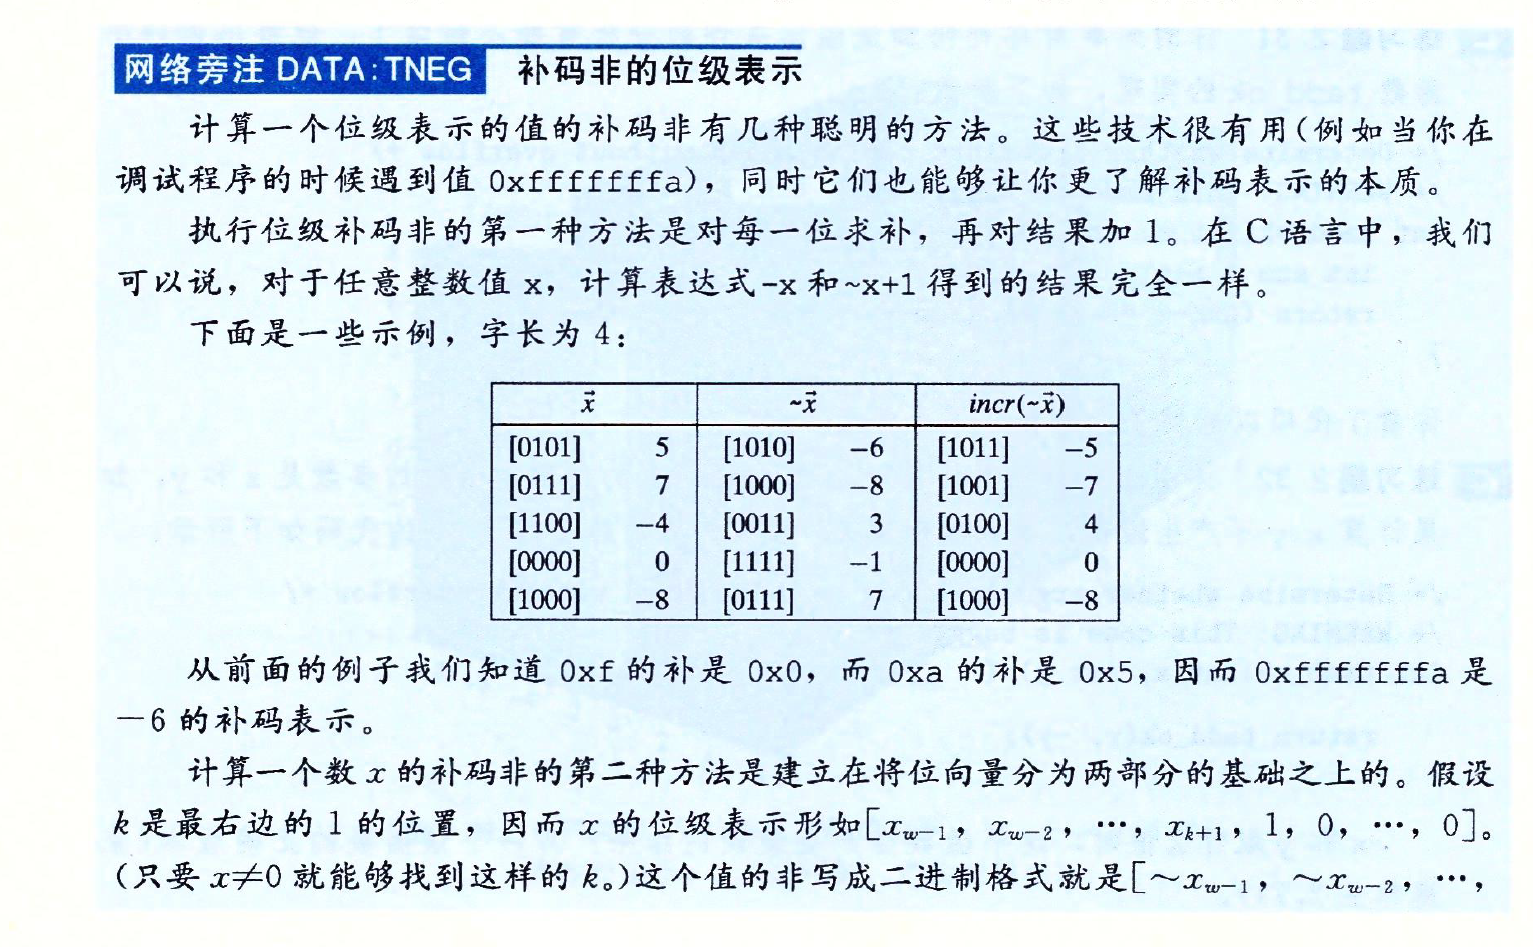 网络旁注 DATA:TNEG 补码非的位级表示
计算一个位级表示的值的补码非有几种聪明的方法。这些技术很有用(例如当你在
调试程序的时候遇到值 0xfffffffa),同时它们也能够让你更了解补码表示的本质。
执行位级补码非的第一种方法是对每一位求补,再对结果加 1。在 C 语言中,我们
可以说,对于任意整数值 x,计算表达式-x 和~x+1 得到的结果完全一样。
下面是一些示例,字长为 4:
x⃗ ~x⃗ incr(~x⃗)
[0101] 5 [1010] −6 [1011] −5
[0111] 7 [1000] −8 [1001] −7
[1100] −4 [0011] 3 [0100] 4
[0000] 0 [1111] −1 [0000] 0
[1000] −8 [0111] 7 [1000] −8
从前面的例子我们知道 0xf 的补是 0x0,而 0xa 的补是 0x5,因而 0xfffffffa 是
−6 的补码表示。
计算一个数 x 的补码非的第二种方法是建立在将位向量分为两部分的基础之上的。假设
k 是最右边的 1 的位置,因而 x 的位级表示形如[x_{w−1}, x_{w−2}, …, x_{k+1}, 1, 0, …, 0]。
(只要 x≠0 就能够找到这样的 k。)这个值的非写成二进制格式就是[~x_{w−1}, ~x_{w−2}, …,